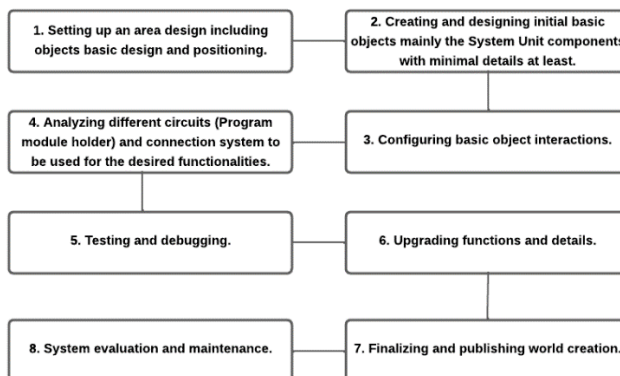 1. Setting up an area design including
objects basic design and positioning.
2. Creating and designing initial basic
objects mainly the System Unit components
with minimal details at least.
4. Analyzing different circuits (Program
module holder) and connection system to
be used for the desired functionalities.
3. Configuring basic object interactions.
5. Testing and debugging.
6. Upgrading functions and details.
8. System evaluation and maintenance.
7. Finalizing and publishing world creation.